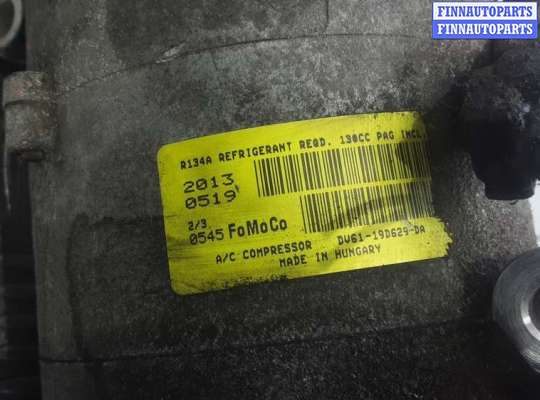 FINNAUTOPARTS
FINNAUTOPARTS
R134A REFRIGERANT REQD. 130CC PAG INCL.
2013
0519
2/3
0545 FoMoCo
A/C COMPRESSOR DV61-19D629-DA
MADE IN HUNGARY